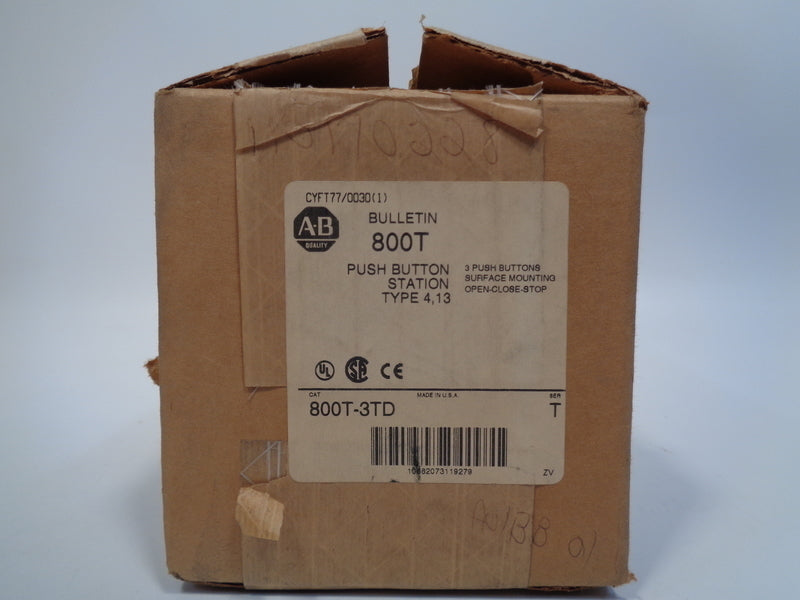 CYFT77/0030(1)
A-B
QUALITY
BULLETIN
800T
PUSH BUTTON
STATION
TYPE 4,13
3 PUSH BUTTONS
SURFACE MOUNTING
OPEN-CLOSE-STOP
UL
CE
CAT
MADE IN U.S.A.
SER
800T-3TD
T
10662073119279
ZV